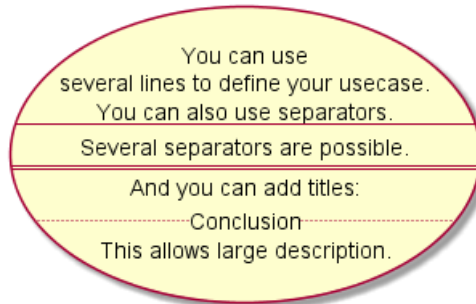 You can use
several lines to define your usecase.
You can also use separators.
Several separators are possible.
And you can add titles:
Conclusion
This allows large description.